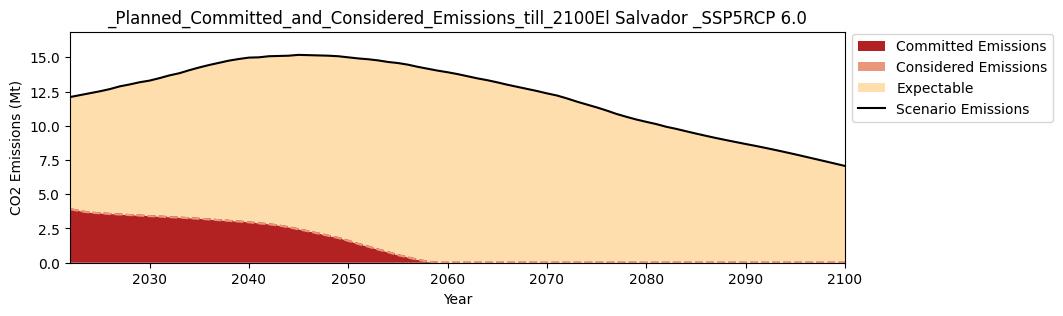 _Planned_Committed_and_Considered_Emissions_till_2100El Salvador _SSP5RCP 6.0
CO2 Emissions (Mt)
15.0
12.5
10.0
7.5
5.0
2.5
0.0
2030 2040 2050 2060 2070 2080 2090 2100
Year
Committed Emissions
Considered Emissions
Expectable
Scenario Emissions